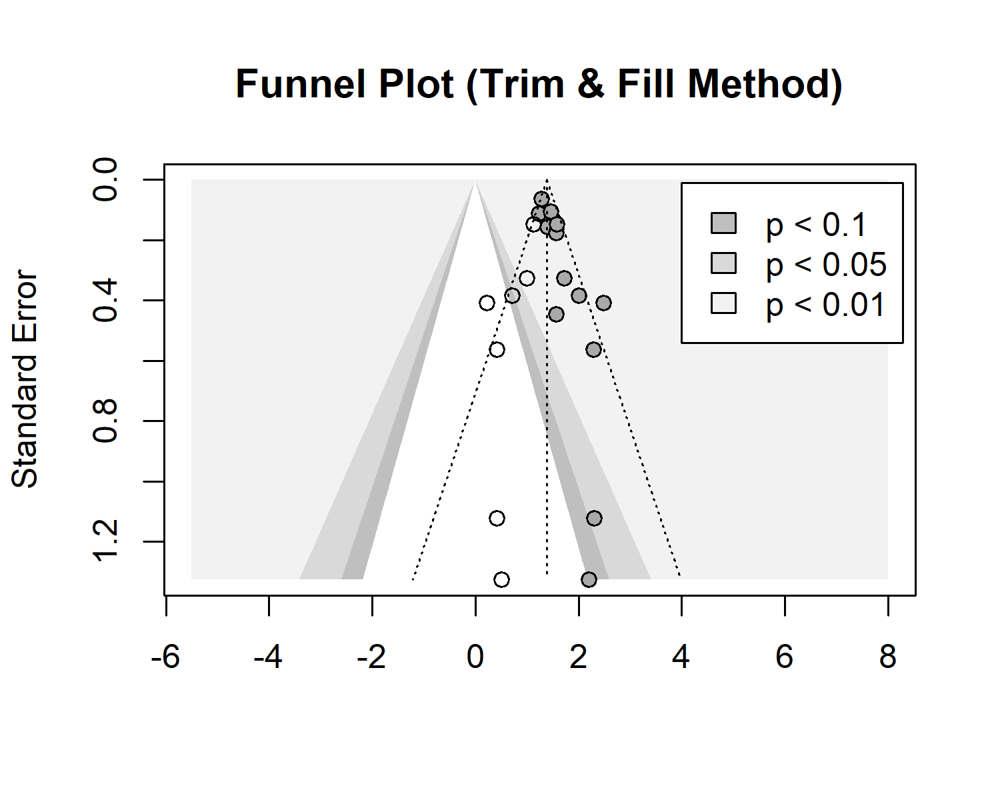 Funnel Plot (Trim & Fill Method)
Standard Error
0.0
0.4
0.8
1.2
p < 0.1
p < 0.05
p < 0.01
-6 -4 -2 0 2 4 6 8